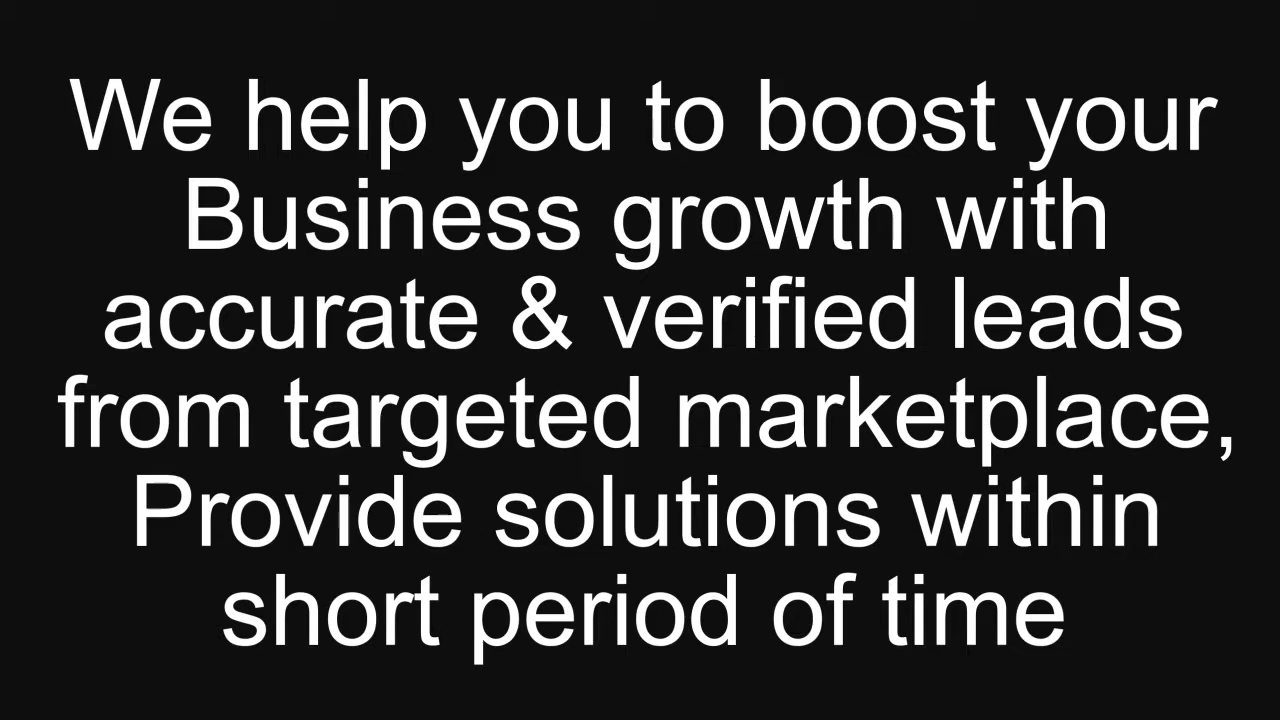 We help you to boost your
Business growth with
accurate & verified leads
from targeted marketplace,
Provide solutions within
short period of time